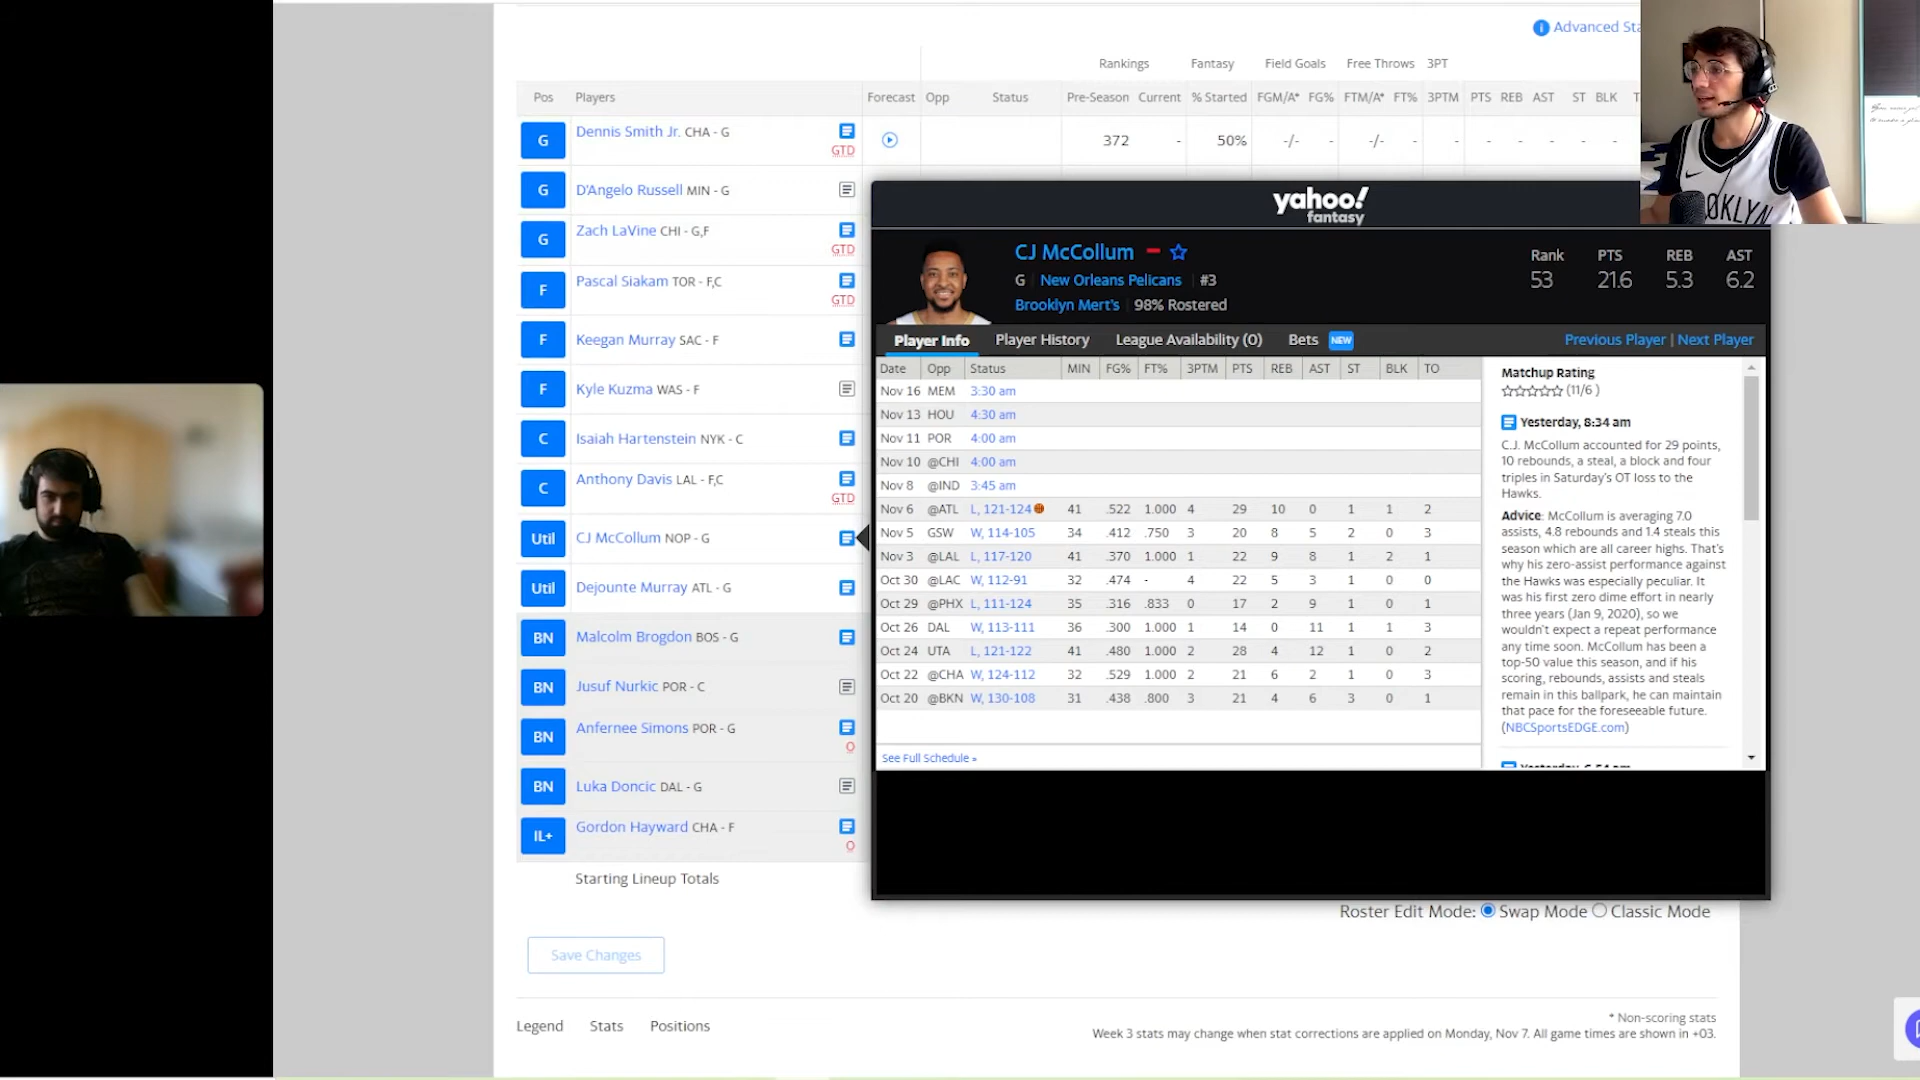 Advanced Sta
Rankings Fantasy Field Goals Free Throws 3PT
Pos Players Forecast Opp Status Pre-Season Current % Started FGM/A* FG% FTM/A* FT% 3PTM PTS REB AST ST BLK T
G Dennis Smith Jr. CHA - G GTD 372 - 50% -/- - -/- - - - - - - -
G D'Angelo Russell MIN - G
G Zach LaVine CHI - G,F GTD
F Pascal Siakam TOR - F,C GTD
F Keegan Murray SAC - F
F Kyle Kuzma WAS - F
C Isaiah Hartenstein NYK - C
C Anthony Davis LAL - F,C GTD
Util CJ McCollum NOP - G
Util Dejounte Murray ATL - G
BN Malcolm Brogdon BOS - G
BN Jusuf Nurkic POR - C
BN Anfernee Simons POR - G O
BN Luka Doncic DAL - G
IL+ Gordon Hayward CHA - F O
Starting Lineup Totals
yahoo!
fantasy
CJ McCollum
G New Orleans Pelicans #3
Brooklyn Mert's 98% Rostered
Rank PTS REB AST
53 21.6 5.3 6.2
Player Info Player History League Availability (0) Bets NEW Previous Player | Next Player
Date Opp Status MIN FG% FT% 3PTM PTS REB AST ST BLK TO
Nov 16 MEM 3:30 am
Nov 13 HOU 4:30 am
Nov 11 POR 4:00 am
Nov 10 @CHI 4:00 am
Nov 8 @IND 3:45 am
Nov 6 @ATL L, 121-124 41 .522 1.000 4 29 10 0 1 1 2
Nov 5 GSW W, 114-105 34 .412 .750 3 20 8 5 2 0 3
Nov 3 @LAL L, 117-120 41 .370 1.000 1 22 9 8 1 2 1
Oct 30 @LAC W, 112-91 32 .474 - 4 22 5 3 1 0 0
Oct 29 @PHX L, 111-124 35 .316 .833 0 17 2 9 1 0 1
Oct 26 DAL W, 113-111 36 .300 1.000 1 14 0 11 1 1 3
Oct 24 UTA L, 121-122 41 .480 1.000 2 28 4 12 1 0 2
Oct 22 @CHA W, 124-112 32 .529 1.000 2 21 6 2 1 0 3
Oct 20 @BKN W, 130-108 31 .438 .800 3 21 4 6 3 0 1
See Full Schedule »
Matchup Rating
(11/6 )
Yesterday, 8:34 am
C.J. McCollum accounted for 29 points,
10 rebounds, a steal, a block and four
triples in Saturday's OT loss to the
Hawks.
Advice: McCollum is averaging 7.0
assists, 4.8 rebounds and 1.4 steals this
season which are all career highs. That's
why his zero-assist performance against
the Hawks was especially peculiar. It
was his first zero dime effort in nearly
three years (Jan 9, 2020), so we
wouldn't expect a repeat performance
any time soon. McCollum has been a
top-50 value this season, and if his
scoring, rebounds, assists and steals
remain in this ballpark, he can maintain
that pace for the foreseeable future.
(NBCSportsEDGE.com)
Yesterday, 6:54 am
Roster Edit Mode: Swap Mode Classic Mode
Save Changes
Legend Stats Positions
* Non-scoring stats
Week 3 stats may change when stat corrections are applied on Monday, Nov 7. All game times are shown in +03.